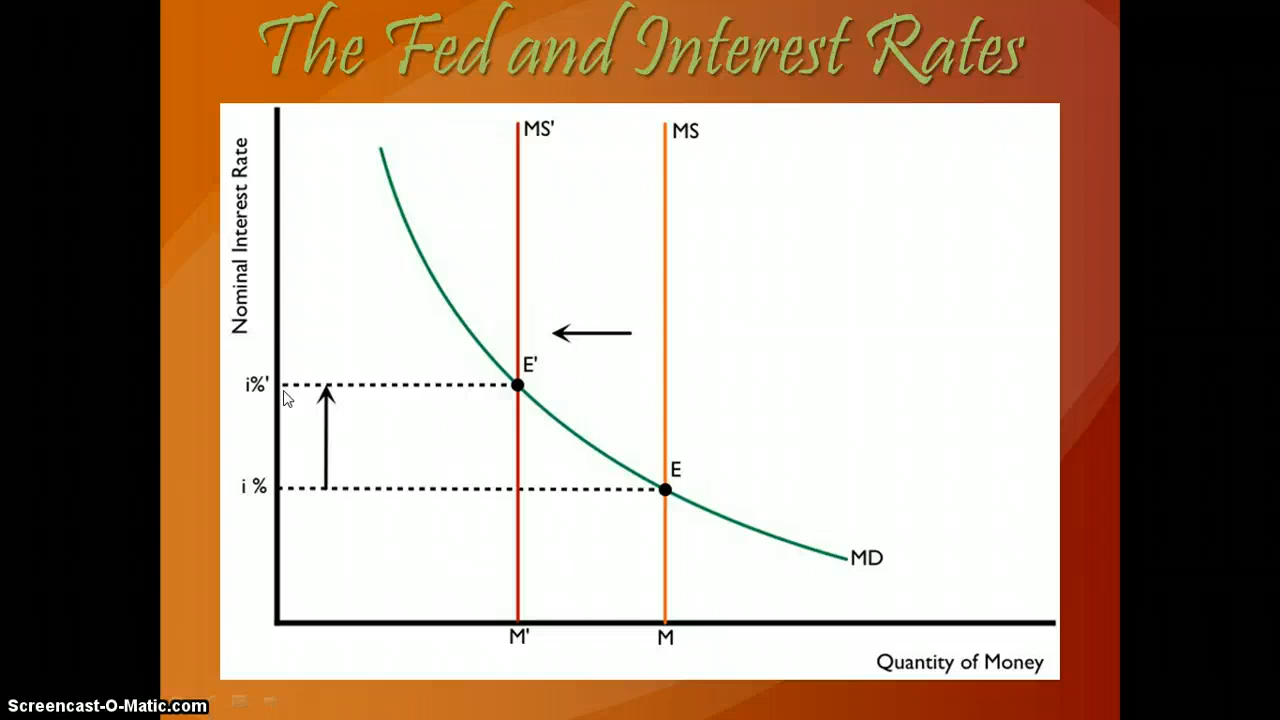 The Fed and Interest Rates
Nominal Interest Rate
MS'
MS
E'
i%'
E
i %
MD
M'
M
Quantity of Money
Screencast-O-Matic.com